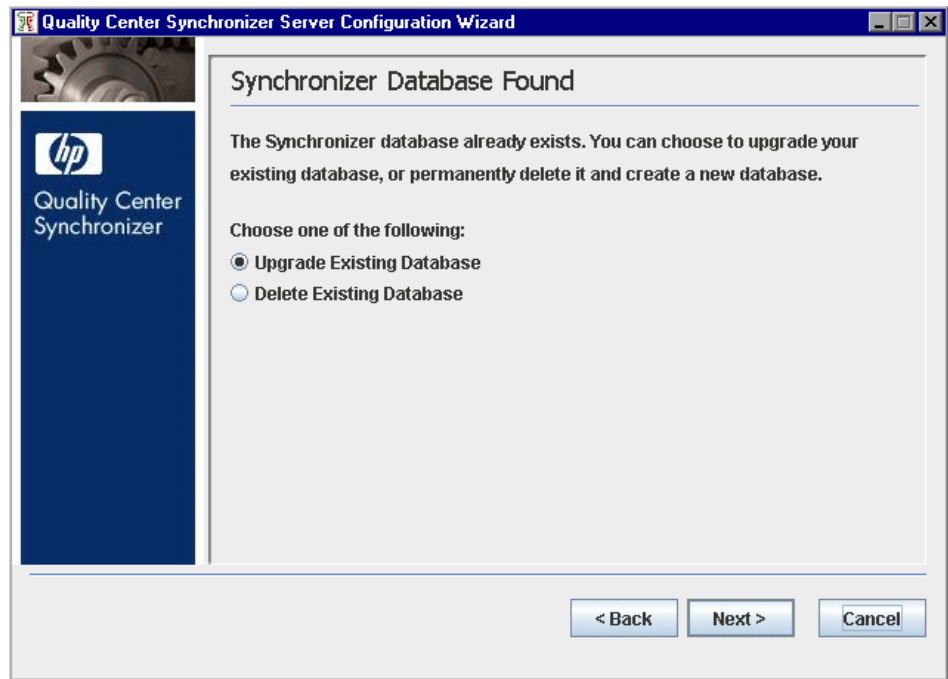 Quality Center Synchronizer Server Configuration Wizard
Synchronizer Database Found
hp
Quality Center
Synchronizer
The Synchronizer database already exists. You can choose to upgrade your
existing database, or permanently delete it and create a new database.
Choose one of the following:
Upgrade Existing Database
Delete Existing Database
< Back
Next >
Cancel